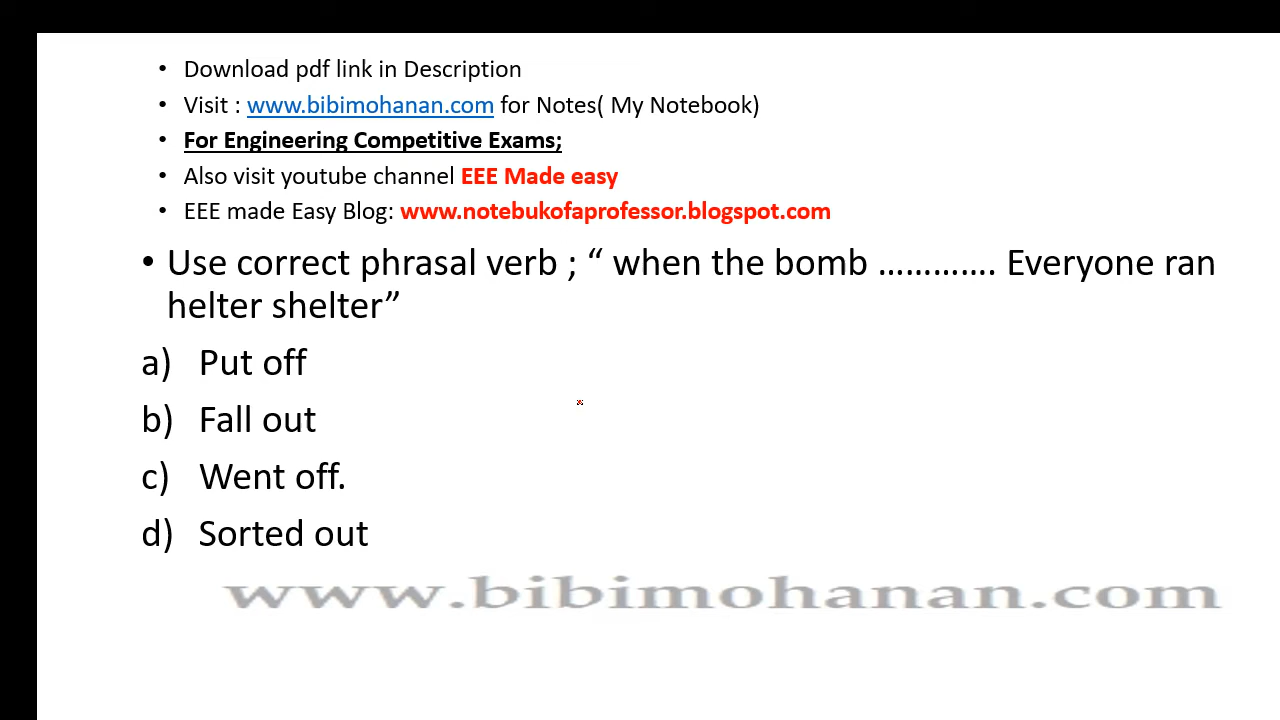 • Download pdf link in Description
• Visit : www.bibimohanan.com for Notes( My Notebook)
• For Engineering Competitive Exams;
• Also visit youtube channel EEE Made easy
• EEE made Easy Blog: www.notebukofaprofessor.blogspot.com
• Use correct phrasal verb ; “ when the bomb …………. Everyone ran
helter shelter”
a) Put off
b) Fall out
c) Went off.
d) Sorted out
www.bibimohanan.com